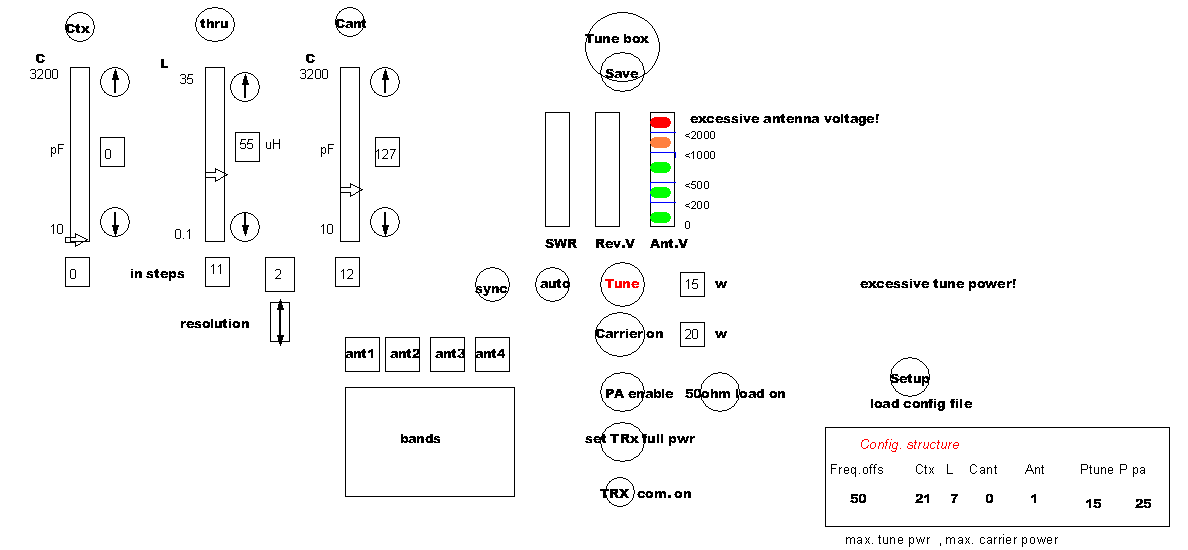 Ctx thru Cant
Tune box
Save
C L C
3200 35 3200
excessive antenna voltage!
<2000
<1000
pF 0 55 uH pF 127
<500
<200
10 0.1 10 0
SWR Rev.V Ant.V
0 in steps 11 2 12
sync auto Tune 15 w excessive tune power!
resolution
Carrier on 20 w
ant1 ant2 ant3 ant4
Setup
PA enable 50ohm load on
load config file
bands
set TRx full pwr
Config. structure
Freq.offs Ctx L Cant Ant Ptune P pa
TRX com. on
50 21 7 0 1 15 25
max. tune pwr , max. carrier power